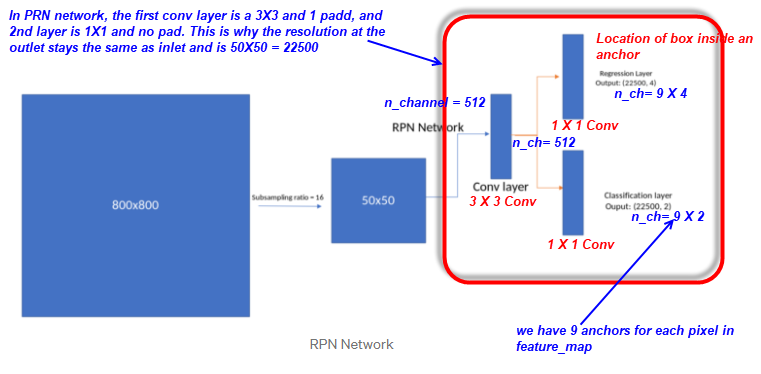 In PRN network, the first conv layer is a 3X3 and 1 padd, and
2nd layer is 1X1 and no pad. This is why the resolution at the
outlet stays the same as inlet and is 50X50 = 22500
Location of box inside an
anchor
Regression Layer
Output: (22500, 4)
n_ch= 9 X 4
n_channel = 512
1 X 1 Conv
RPN Network
n_ch= 512
800x800
Subsampling ratio = 16
50x50
Conv layer
3 X 3 Conv
Classification layer
Ouput: (22500, 2)
n_ch= 9 X 2
1 X 1 Conv
we have 9 anchors for each pixel in
feature_map
RPN Network